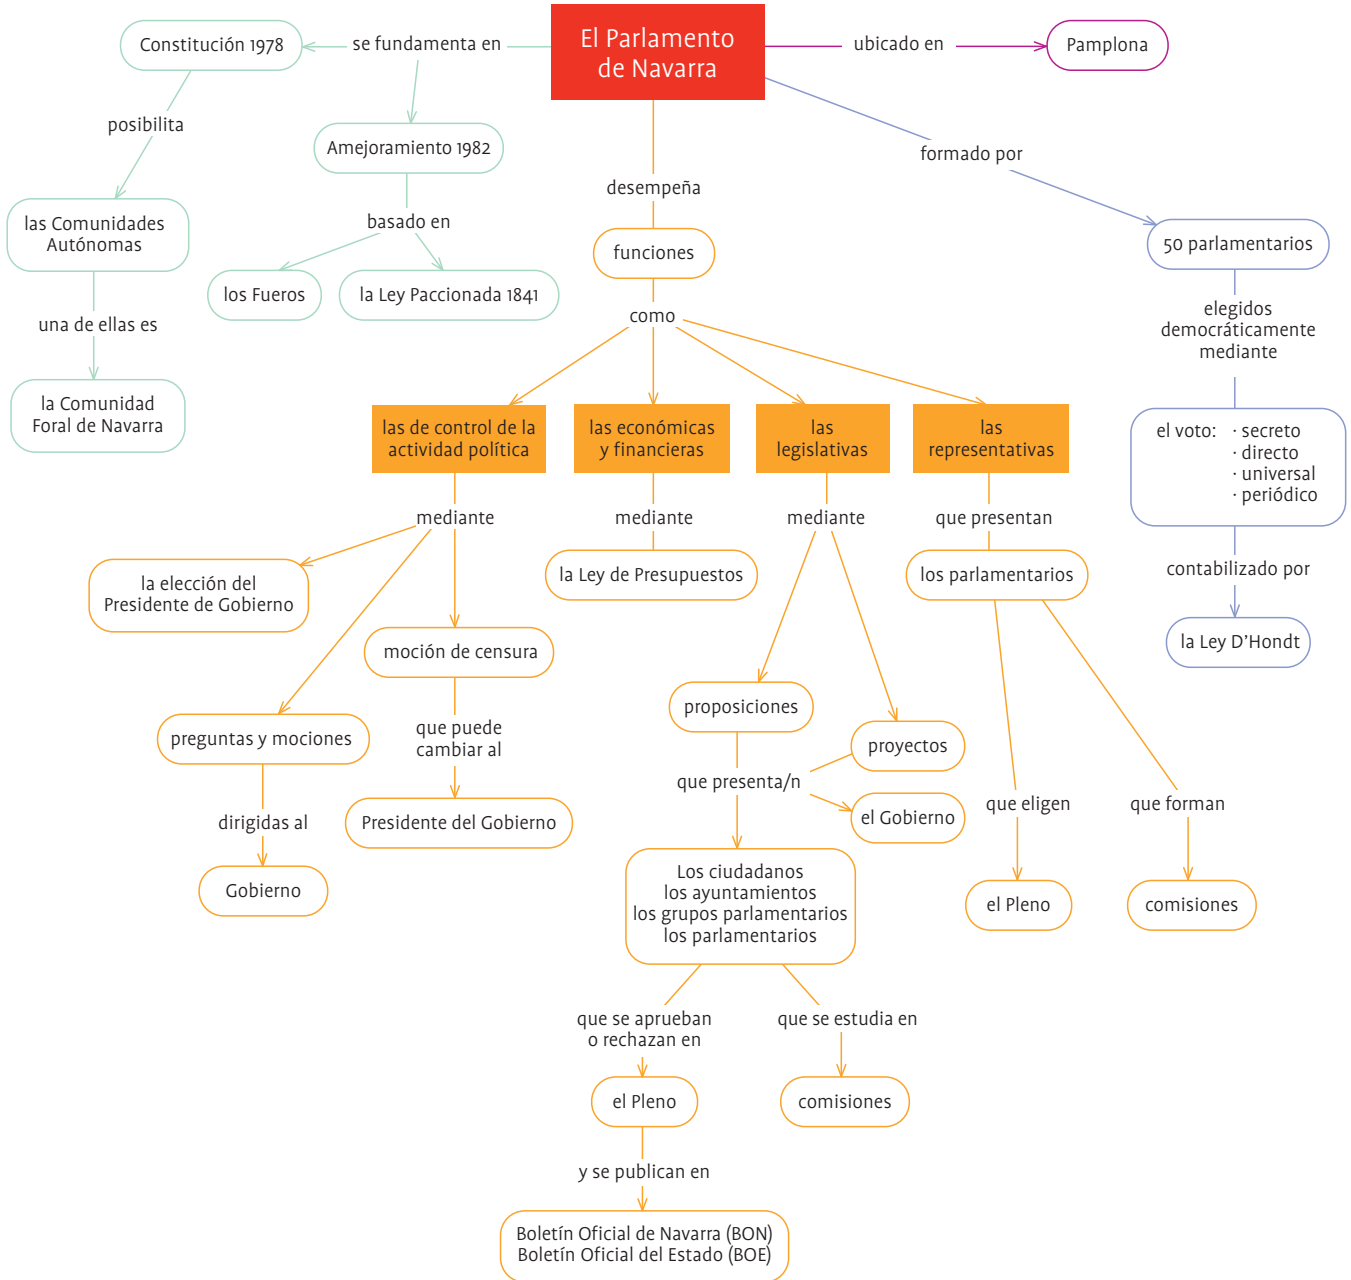 El Parlamento
de Navarra
Constitución 1978
se fundamenta en
ubicado en
Pamplona
posibilita
Amejoramiento 1982
formado por
desempeña
las Comunidades
Autónomas
basado en
funciones
50 parlamentarios
los Fueros
la Ley Paccionada 1841
una de ellas es
como
elegidos
democráticamente
mediante
la Comunidad
Foral de Navarra
las de control de la
actividad política
las económicas
y financieras
las
legislativas
las
representativas
el voto: · secreto
· directo
· universal
· periódico
mediante
mediante
mediante
que presentan
contabilizado por
la elección del
Presidente de Gobierno
la Ley de Presupuestos
los parlamentarios
moción de censura
la Ley D’Hondt
proposiciones
preguntas y mociones
que puede
cambiar al
proyectos
que presenta/n
dirigidas al
Presidente del Gobierno
el Gobierno
que eligen
que forman
Gobierno
Los ciudadanos
los ayuntamientos
los grupos parlamentarios
los parlamentarios
el Pleno
comisiones
que se aprueban
o rechazan en
que se estudia en
el Pleno
comisiones
y se publican en
Boletín Oficial de Navarra (BON)
Boletín Oficial del Estado (BOE)